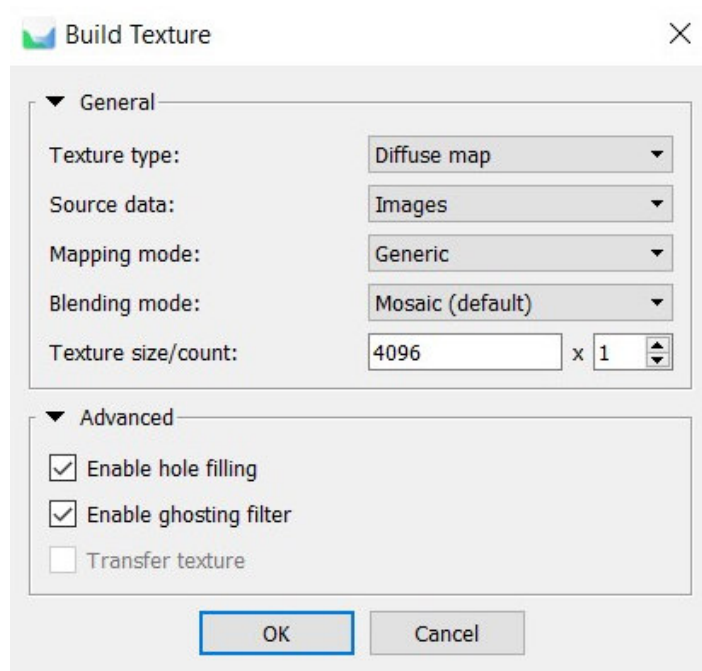 Build Texture
General
Texture type: Diffuse map
Source data: Images
Mapping mode: Generic
Blending mode: Mosaic (default)
Texture size/count: 4096 x 1
Advanced
Enable hole filling
Enable ghosting filter
Transfer texture
OK Cancel